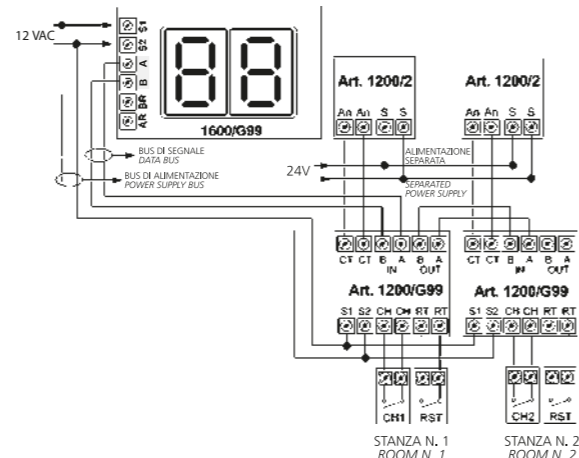 12 VAC
S1
S2
A
B
BR
AR
88
1600/G99
Art. 1200/2
An An S S
Art. 1200/2
An An S S
BUS DI SEGNALE
DATA BUS
BUS DI ALIMENTAZIONE
POWER SUPPLY BUS
ALIMENTAZIONE
SEPARATA
24V
SEPARATED
POWER SUPPLY
CT CT B A B A
IN OUT
Art. 1200/G99
S1 S2 CH CH RT RT
CT CT B A B A
IN OUT
Art. 1200/G99
S1 S2 CH CH RT RT
CH1 RST
CH2 RST
STANZA N. 1
ROOM N. 1
STANZA N. 2
ROOM N. 2